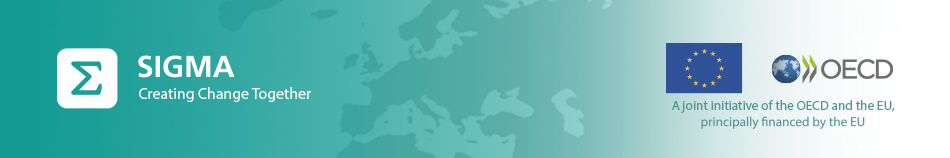 Σ
SIGMA
Creating Change Together
OECD
A joint initiative of the OECD and the EU,
principally financed by the EU